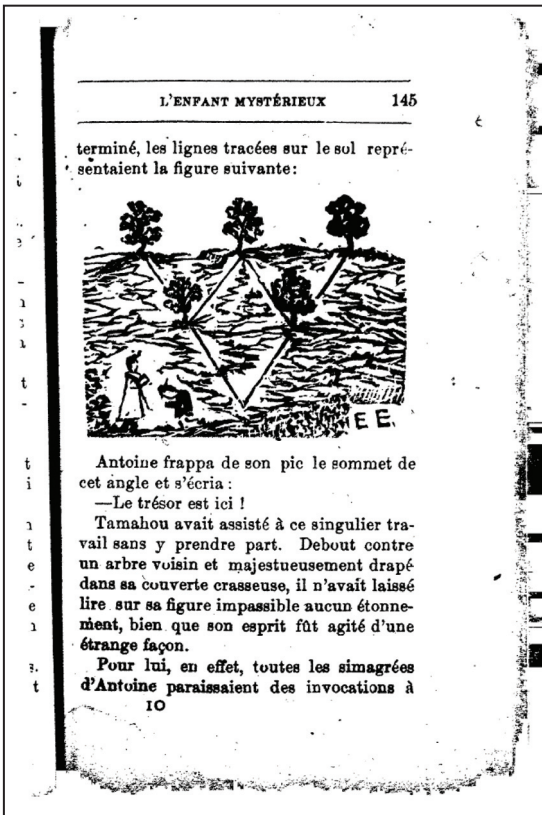 L'ENFANT MYSTÉRIEUX 145
terminé, les lignes tracées sur le sol repré-
sentaient la figure suivante:
E E.
Antoine frappa de son pic le sommet de
cet angle et s'écria :
—Le trésor est ici !
Tamahou avait assisté à ce singulier tra-
vail sans y prendre part. Debout contre
un arbre voisin et majestueusement drapé
dans sa couverte crasseuse, il n'avait laissé
lire sur sa figure impassible aucun étonne-
ment, bien que son esprit fût agité d'une
étrange façon.
Pour lui, en effet, toutes les simagrées
d'Antoine paraissaient des invocations à
10